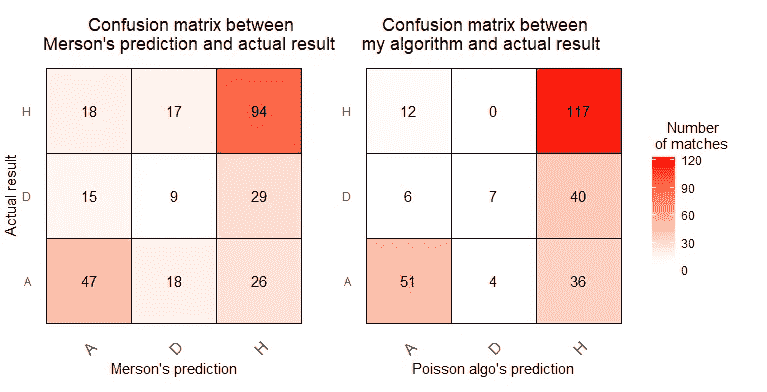 Confusion matrix between
Merson's prediction and actual result
Confusion matrix between
my algorithm and actual result
Actual result
H
18 17 94
D
15 9 29
A
47 18 26
A D H
Merson's prediction
H
12 0 117
D
6 7 40
A
51 4 36
A D H
Poisson algo's prediction
Number
of matches
120
90
60
30
0